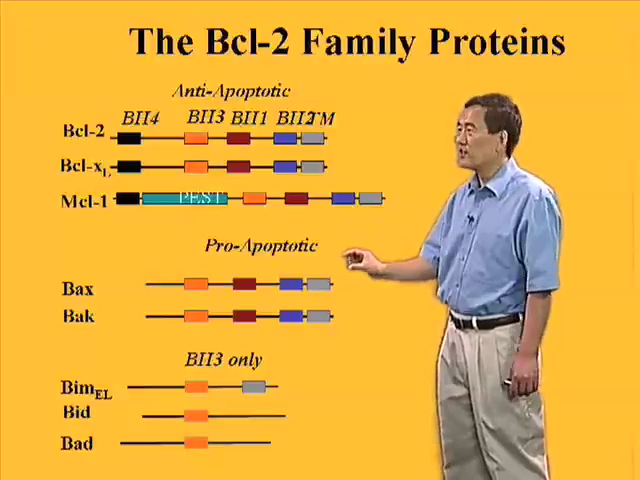 The Bcl-2 Family Proteins
Anti-Apoptotic
BH4 BH3 BH1 BH2 TM
Bcl-2
Bcl-xL
Mcl-1 PEST
Pro-Apoptotic
Bax
Bak
BH3 only
BimEL
Bid
Bad